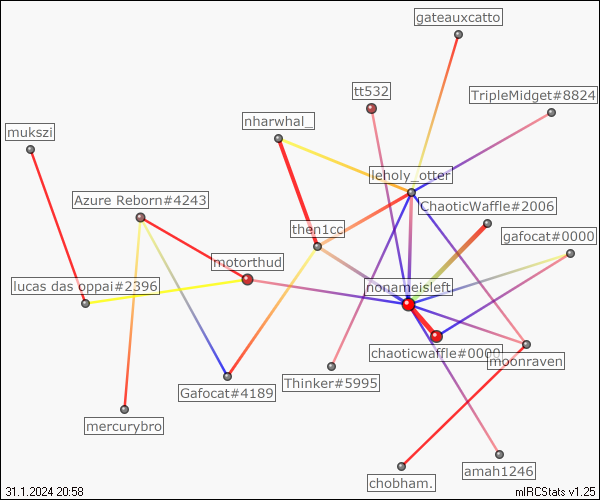 gateauxcatto
tt532
TripleMidget#8824
nharwhal_
mukszi
leholy_otter
Azure Reborn#4243
ChaoticWaffle#2006
then1cc
gafocat#0000
motorthud
lucas das oppai#2396
nonameisleft
chaoticwaffle#0000
moonraven
Thinker#5995
Gafocat#4189
mercurybro
amah1246
chobham.
31.1.2024 20:58
mIRCStats v1.25